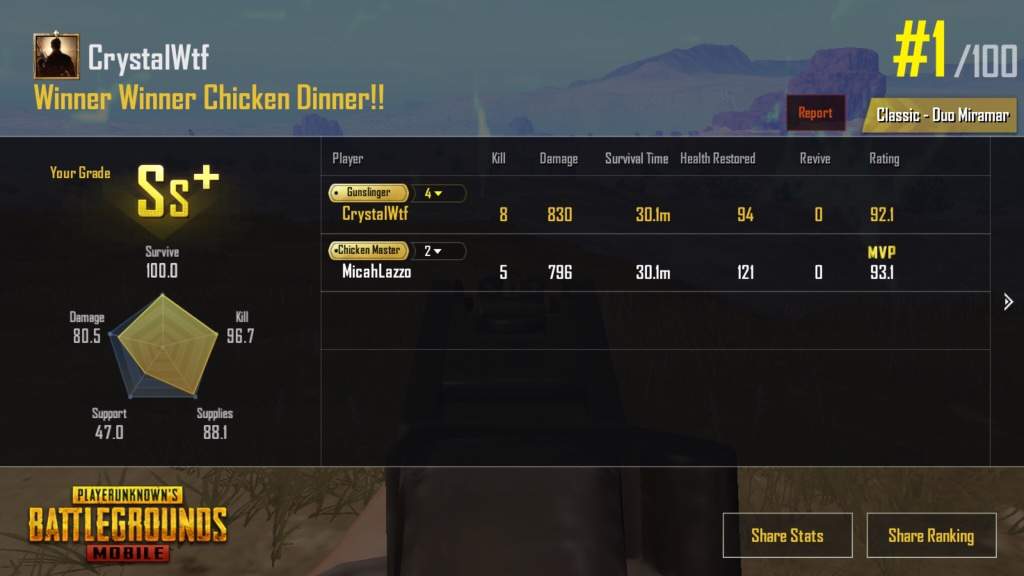 CrystalWtf
Winner Winner Chicken Dinner!!
#1/100
Report
Classic - Duo Miramar
Your Grade
Ss+
Survive
100.0
Damage
80.5
Kill
96.7
Support
47.0
Supplies
88.1
Player Kill Damage Survival Time Health Restored Revive Rating
Gunslinger 4
CrystalWtf 8 830 30.1m 94 0 92.1
Chicken Master 2 MVP
MicahLazzo 5 796 30.1m 121 0 93.1
PLAYERUNKNOWN'S
BATTLEGROUNDS
MOBILE
Share Stats
Share Ranking